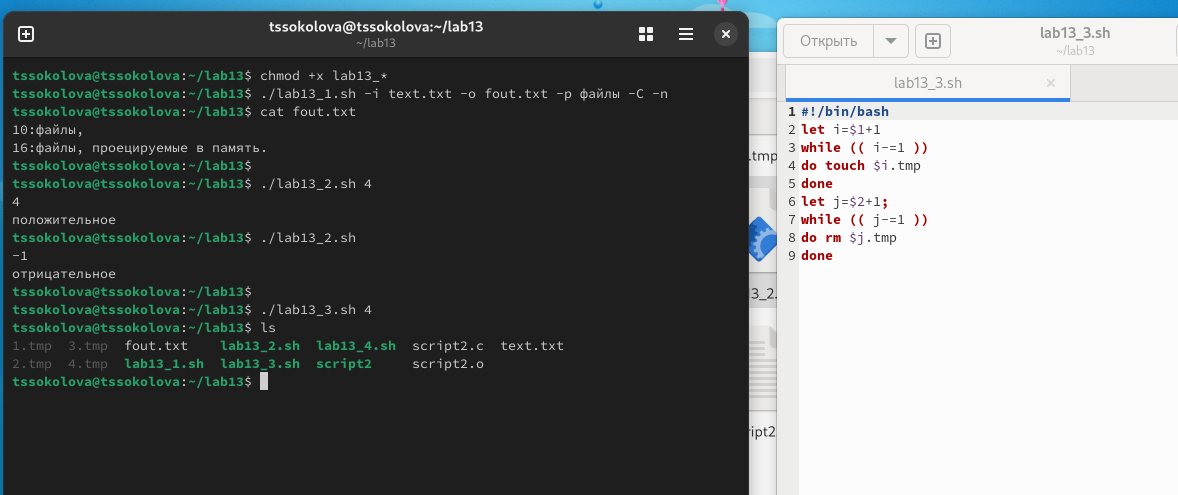 tssokolova@tssokolova:~/lab13
~/lab13
tssokolova@tssokolova:~/lab13$ chmod +x lab13_*
tssokolova@tssokolova:~/lab13$ ./lab13_1.sh -i text.txt -o fout.txt -p файлы -C -n
tssokolova@tssokolova:~/lab13$ cat fout.txt
10:файлы,
16:файлы, проецируемые в память.
tssokolova@tssokolova:~/lab13$
tssokolova@tssokolova:~/lab13$ ./lab13_2.sh 4
4
положительное
tssokolova@tssokolova:~/lab13$ ./lab13_2.sh
-1
отрицательное
tssokolova@tssokolova:~/lab13$
tssokolova@tssokolova:~/lab13$ ./lab13_3.sh 4
tssokolova@tssokolova:~/lab13$ ls
1.tmp 3.tmp fout.txt lab13_2.sh lab13_4.sh script2.c text.txt
2.tmp 4.tmp lab13_1.sh lab13_3.sh script2 script2.o
tssokolova@tssokolova:~/lab13$
.tmp
3_2.
ript2
Открыть
lab13_3.sh
~/lab13
lab13_3.sh
1 #!/bin/bash
2 let i=$1+1
3 while (( i-=1 ))
4 do touch $i.tmp
5 done
6 let j=$2+1;
7 while (( j-=1 ))
8 do rm $j.tmp
9 done